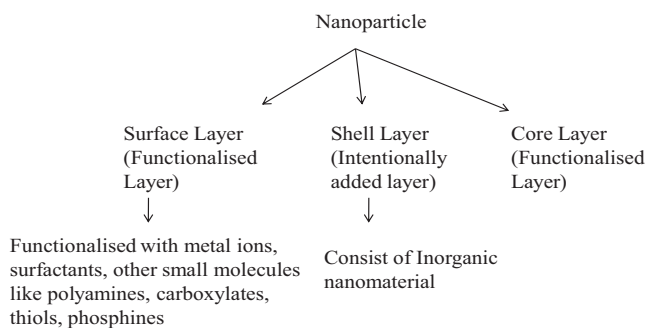 Nanoparticle
Surface Layer
(Functionalised
Layer)
Shell Layer
(Intentionally
added layer)
Core Layer
(Functionalised
Layer)
Functionalised with metal ions,
surfactants, other small molecules
like polyamines, carboxylates,
thiols, phosphines
Consist of Inorganic
nanomaterial